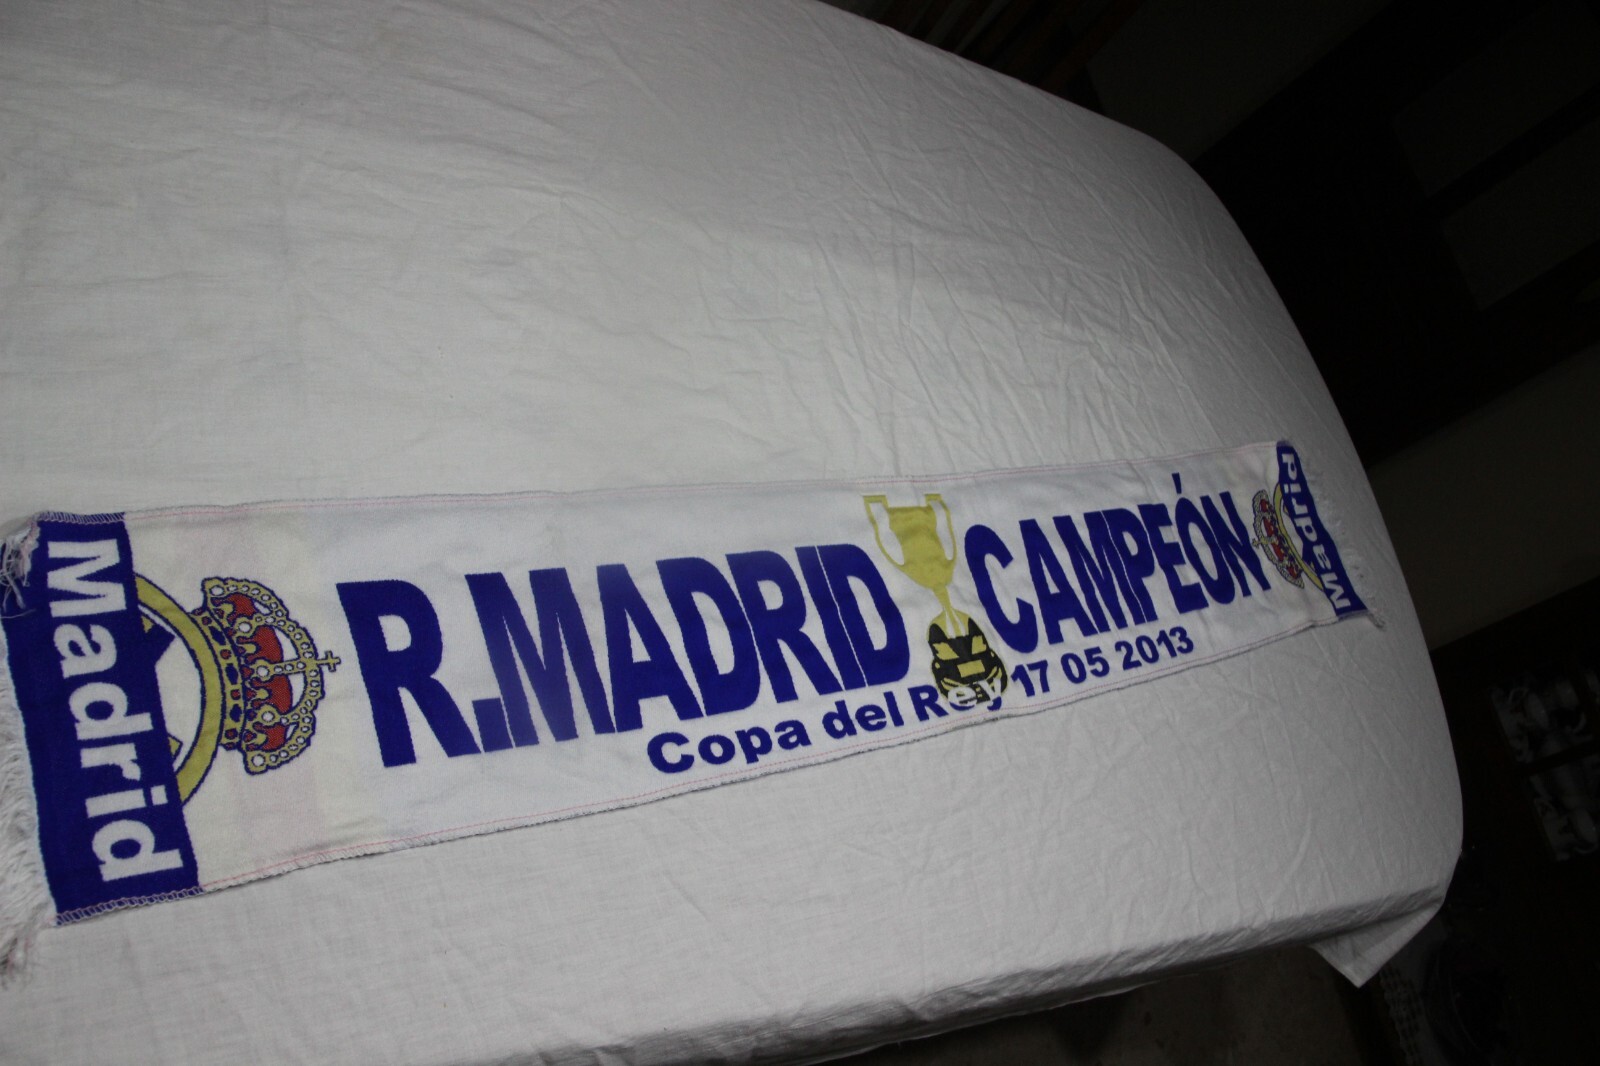 Madrid
R.MADRID CAMPEÓN
Copa del Rey 17 05 2013
Madrid